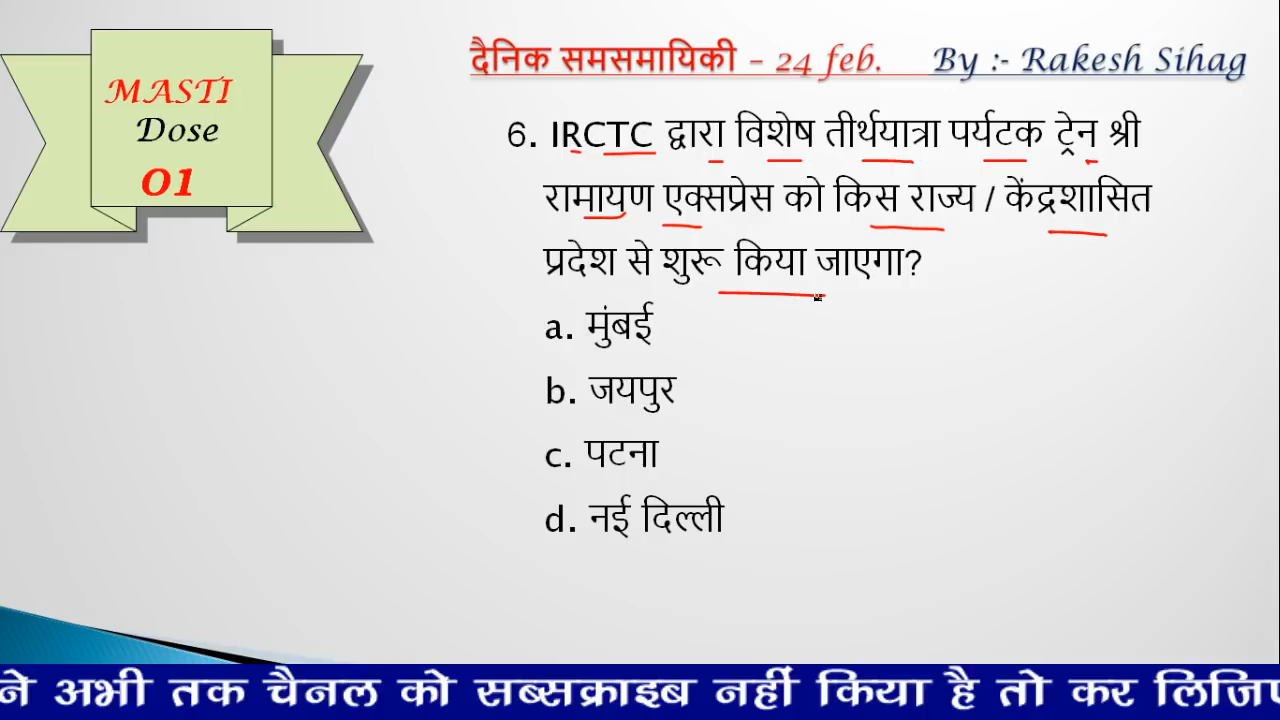 MASTI
Dose
01
दैनिक समसमायिकी - 24 feb. By :- Rakesh Sihag
6. IRCTC द्वारा विशेष तीर्थयात्रा पर्यटक ट्रेन श्री
रामायण एक्सप्रेस को किस राज्य / केंद्रशासित
प्रदेश से शुरू किया जाएगा?
a. मुंबई
b. जयपुर
c. पटना
d. नई दिल्ली
ने अभी तक चैनल को सब्सक्राइब नहीं किया है तो कर लिजिए